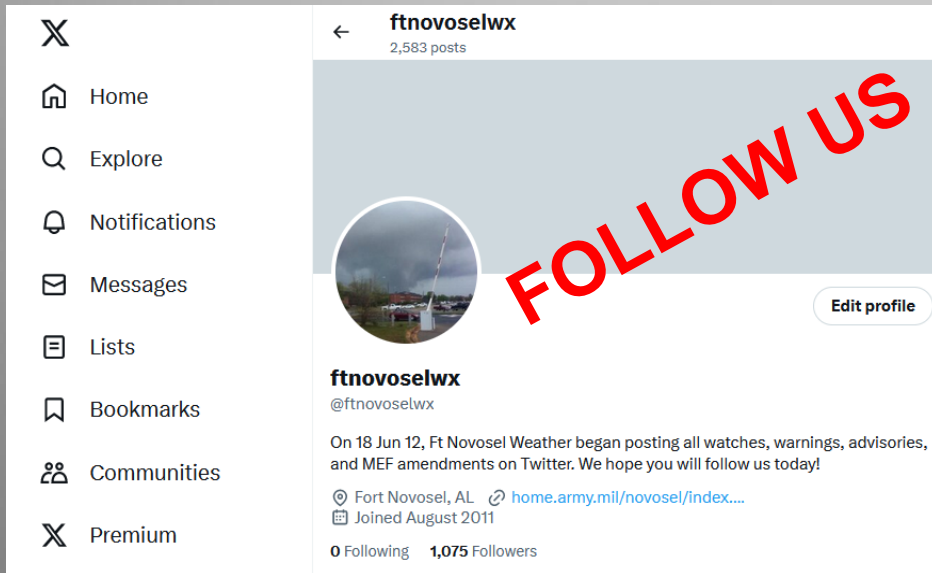 ftnovoselwx
2,583 posts
Home
Explore
Notifications
Messages
Lists
Bookmarks
Communities
Premium
FOLLOW US
Edit profile
ftnovoselwx
@ftnovoselwx
On 18 Jun 12, Ft Novosel Weather began posting all watches, warnings, advisories,
and MEF amendments on Twitter. We hope you will follow us today!
Fort Novosel, AL home.army.mil/novosel/index....
Joined August 2011
0 Following 1,075 Followers